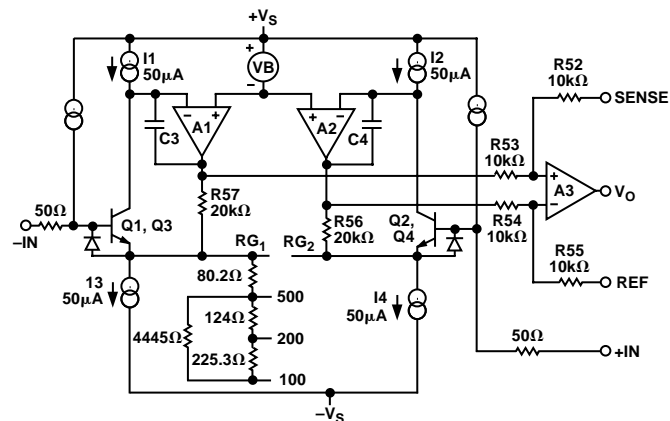 +VS
I1
50µA
+
VB
–
I2
50µA
R52
10kΩ
SENSE
– +
A1
C3
+ –
A2
C4
R53
10kΩ
+
A3
–
VO
R57
20kΩ
R56
20kΩ
R54
10kΩ
50Ω
–IN
Q1, Q3
Q2,
Q4
R55
10kΩ
REF
RG1
RG2
80.2Ω
13
50µA
500
I4
50µA
4445Ω
124Ω
200
225.3Ω
100
50Ω
+IN
–VS